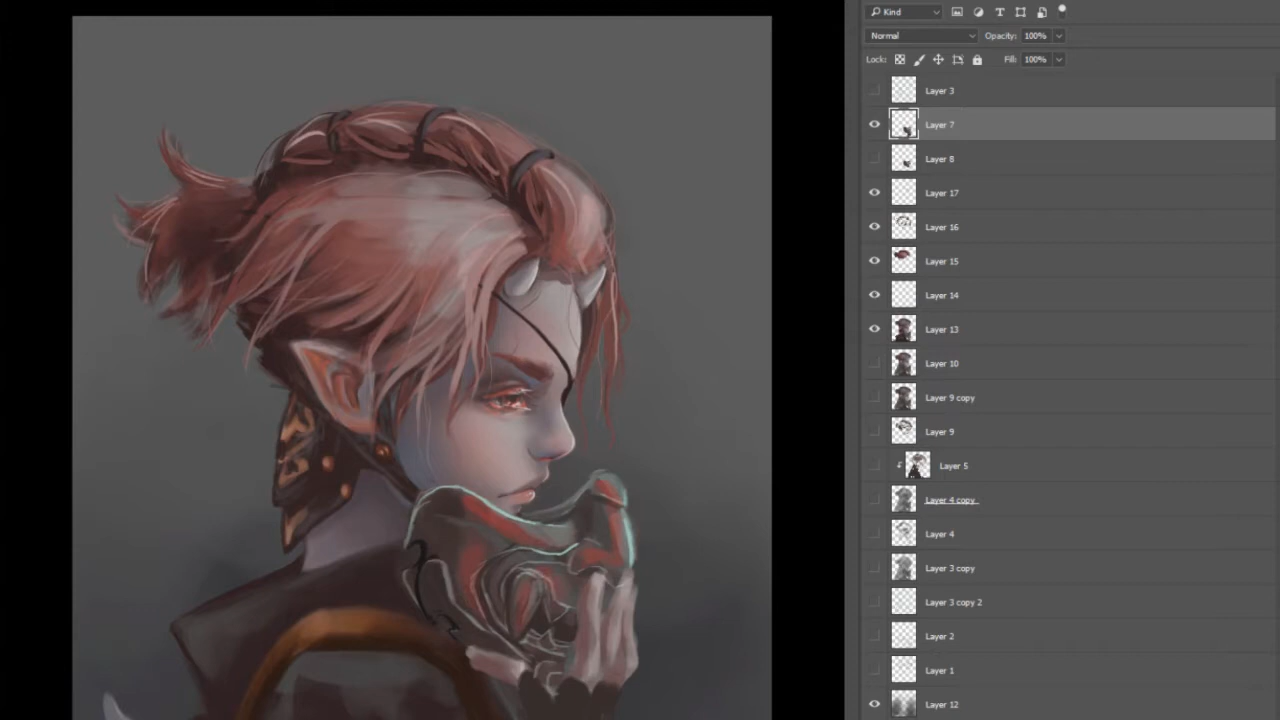 Kind
Normal Opacity: 100%
Lock: Fill: 100%
Layer 3
Layer 7
Layer 8
Layer 17
Layer 16
Layer 15
Layer 14
Layer 13
Layer 10
Layer 9 copy
Layer 9
Layer 5
Layer 4 copy
Layer 4
Layer 3 copy
Layer 3 copy 2
Layer 2
Layer 1
Layer 12